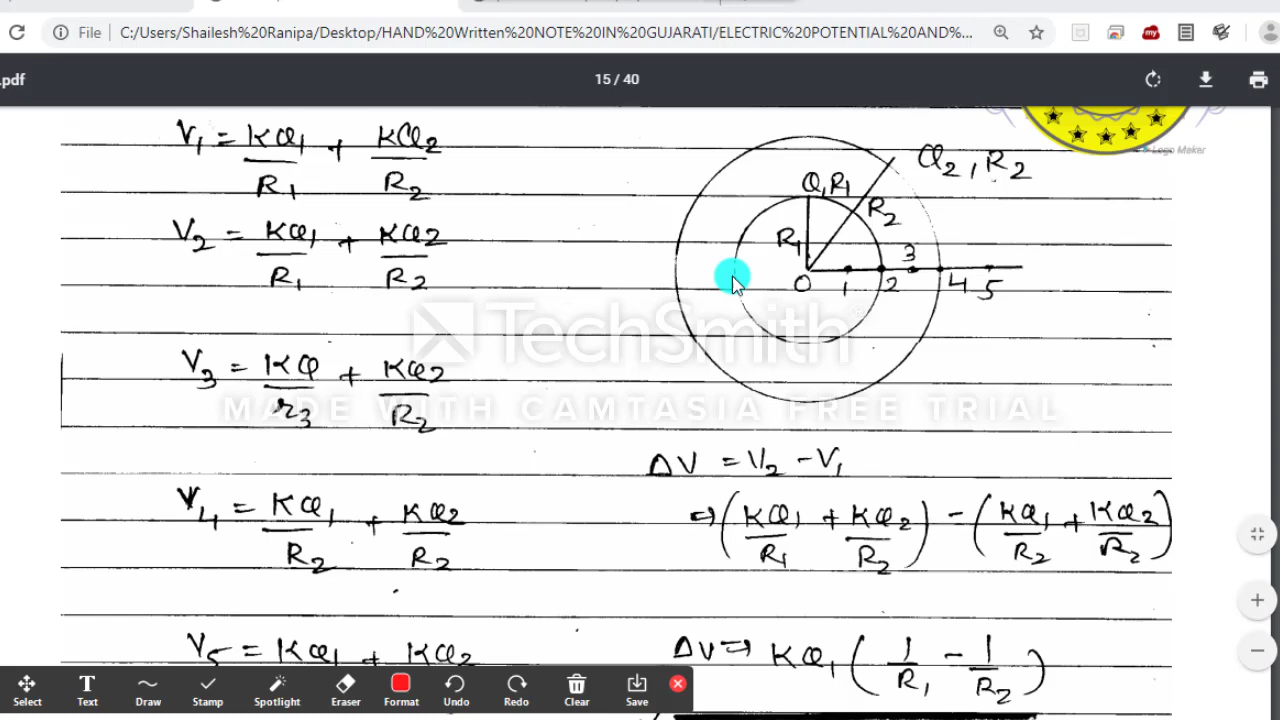 File C:/Users/Shailesh%20Ranipa/Desktop/HAND%20Written%20NOTE%20IN%20GUJARATI/ELECTRIC%20POTENTIAL%20AND%...
.pdf
15 / 40
Logo Maker
V₁ = KQ₁/R₁ + KQ₂/R₂
V₂ = KQ₁/R₁ + KQ₂/R₂
V₃ = KQ/r₃ + KQ₂/R₂
V₄ = KQ₁/R₂ + KQ₂/R₂
V₅ = KQ₁ + KQ₂
Q₂, R₂
Q₁R₁
R₂
R₁
3
O 1 2 4 5
TechSmith
MADE WITH CAMTASIA FREE TRIAL
ΔV = V₂ - V₁
⇒ (KQ₁/R₁ + KQ₂/R₂) - (KQ₁/R₂ + KQ₂/R₂)
ΔV ⇒ KQ₁ (1/R₁ - 1/R₂)
Select Text Draw Stamp Spotlight Eraser Format Undo Redo Clear Save